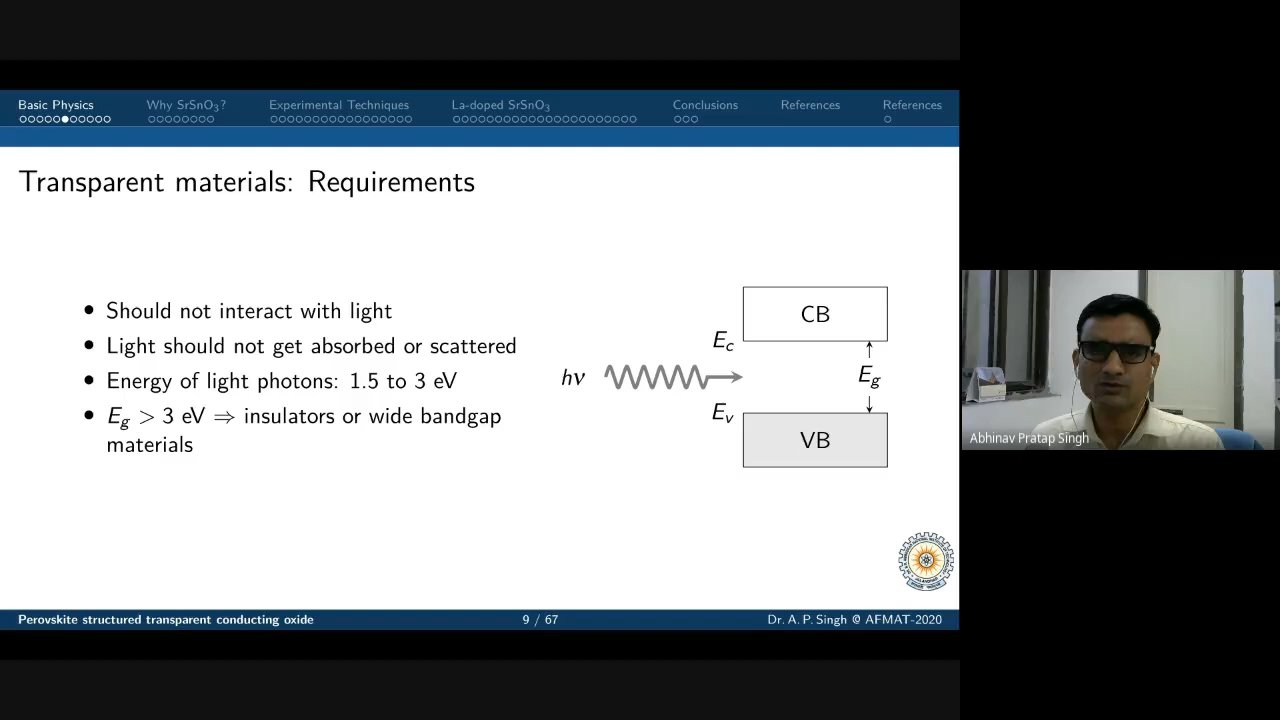 Basic Physics Why SrSnO₃? Experimental Techniques La-doped SrSnO₃ Conclusions References References
Transparent materials: Requirements
• Should not interact with light
• Light should not get absorbed or scattered
• Energy of light photons: 1.5 to 3 eV
• E_g > 3 eV ⇒ insulators or wide bandgap
materials
CB
E_c
hν
E_g
E_v
VB
Abhinav Pratap Singh
Perovskite structured transparent conducting oxide 9 / 67 Dr. A. P. Singh @ AFMAT-2020